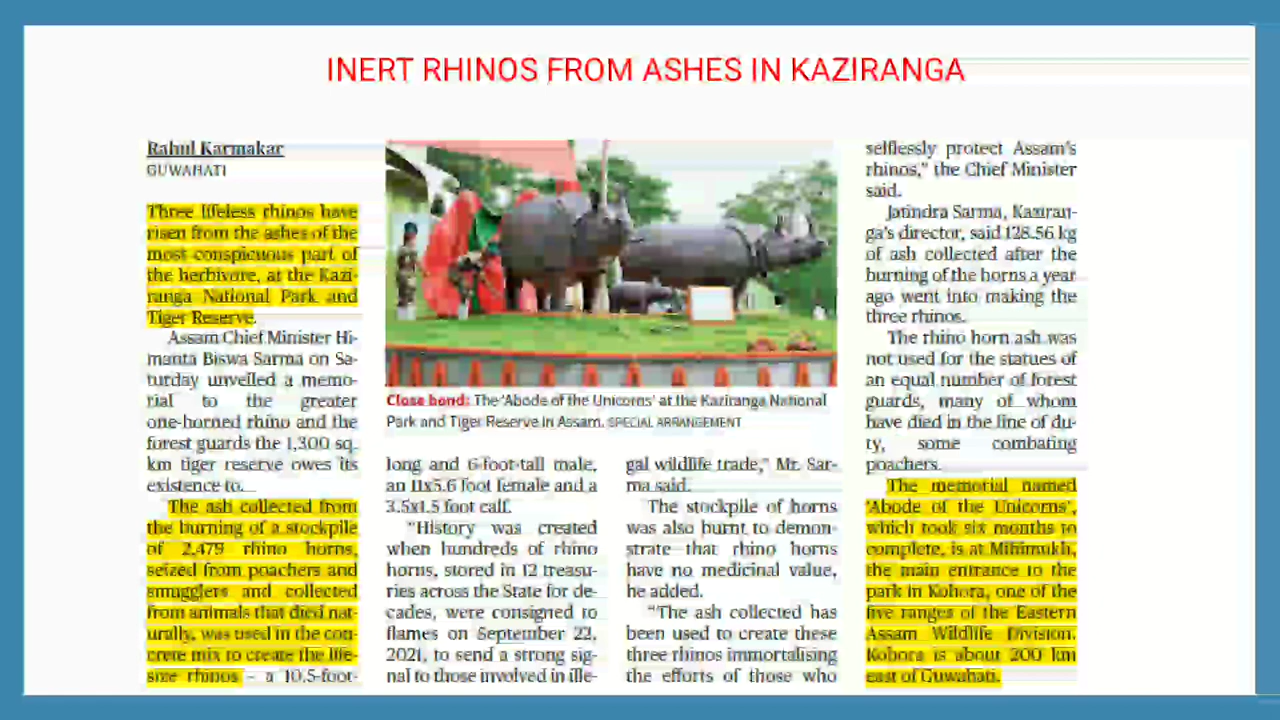 INERT RHINOS FROM ASHES IN KAZIRANGA
Rahul Karmakar
GUWAHATI
Three lifeless rhinos have
risen from the ashes of the
most conspicuous part of
the herbivore, at the Kazi-
ranga National Park and
Tiger Reserve.
Assam Chief Minister Hi-
manta Biswa Sarma on Sa-
turday unveiled a memo-
rial to the greater
one-horned rhino and the
forest guards the 1,300 sq.
km tiger reserve owes its
existence to.
The ash collected from
the burning of a stockpile
of 2,479 rhino horns,
seized from poachers and
smugglers and collected
from animals that died nat-
urally, was used in the con-
crete mix to create the life-
size rhinos – a 10.5-foot-
Close bond: The 'Abode of the Unicorns' at the Kaziranga National
Park and Tiger Reserve in Assam. SPECIAL ARRANGEMENT
long and 6-foot-tall male,
an 11x5.6 foot female and a
3.5x1.5 foot calf.
"History was created
when hundreds of rhino
horns, stored in 12 treasu-
ries across the State for de-
cades, were consigned to
flames on September 22,
2021, to send a strong sig-
nal to those involved in ille-
gal wildlife trade," Mr. Sar-
ma said.
The stockpile of horns
was also burnt to demon-
strate that rhino horns
have no medicinal value,
he added.
"The ash collected has
been used to create these
three rhinos immortalising
the efforts of those who
selflessly protect Assam's
rhinos," the Chief Minister
said.
Jatindra Sarma, Kaziran-
ga's director, said 128.56 kg
of ash collected after the
burning of the horns a year
ago went into making the
three rhinos.
The rhino horn ash was
not used for the statues of
an equal number of forest
guards, many of whom
have died in the line of du-
ty, some combating
poachers.
The memorial named
'Abode of the Unicorns',
which took six months to
complete, is at Mihimukh,
the main entrance to the
park in Kohora, one of the
five ranges of the Eastern
Assam Wildlife Division.
Kohora is about 200 km
east of Guwahati.